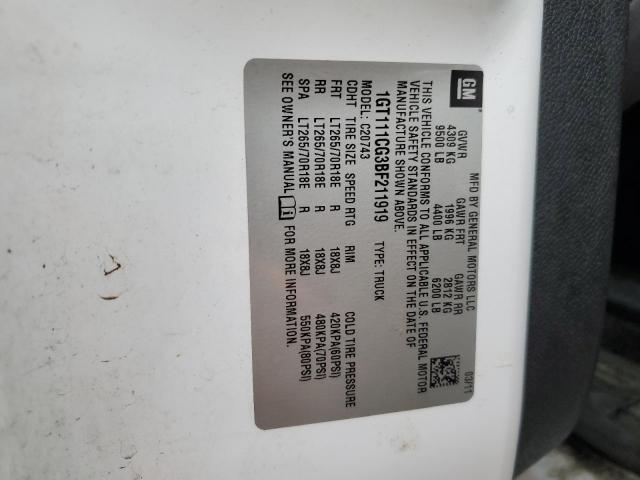 GM
MFD BY GENERAL MOTORS LLC
03/11
GVWR GAWR FRT GAWR RR
4309 KG 1996 KG 2812 KG
9500 LB 4400 LB 6200 LB
THIS VEHICLE CONFORMS TO ALL APPLICABLE U.S. FEDERAL MOTOR
VEHICLE SAFETY STANDARDS IN EFFECT ON THE DATE OF
MANUFACTURE SHOWN ABOVE.
1GT111CG3BF211919 TYPE: TRUCK
MODEL: C20743
CDHT TIRE SIZE SPEED RTG RIM COLD TIRE PRESSURE
FRT LT265/70R18E R 18X8J 420KPA(60PSI)
RR LT265/70R18E R 18X8J 480KPA(70PSI)
SPA LT265/70R18E R 18X8J 550KPA(80PSI)
SEE OWNER'S MANUAL i FOR MORE INFORMATION.